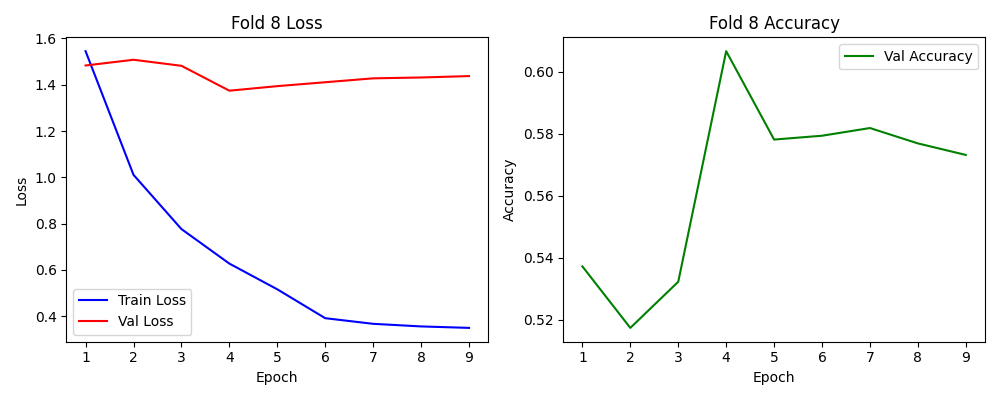 Fold 8 Loss
1.6
1.4
1.2
1.0
0.8
0.6
0.4
Loss
Train Loss
Val Loss
1 2 3 4 5 6 7 8 9
Epoch
Fold 8 Accuracy
0.60
0.58
0.56
0.54
0.52
Accuracy
Val Accuracy
1 2 3 4 5 6 7 8 9
Epoch